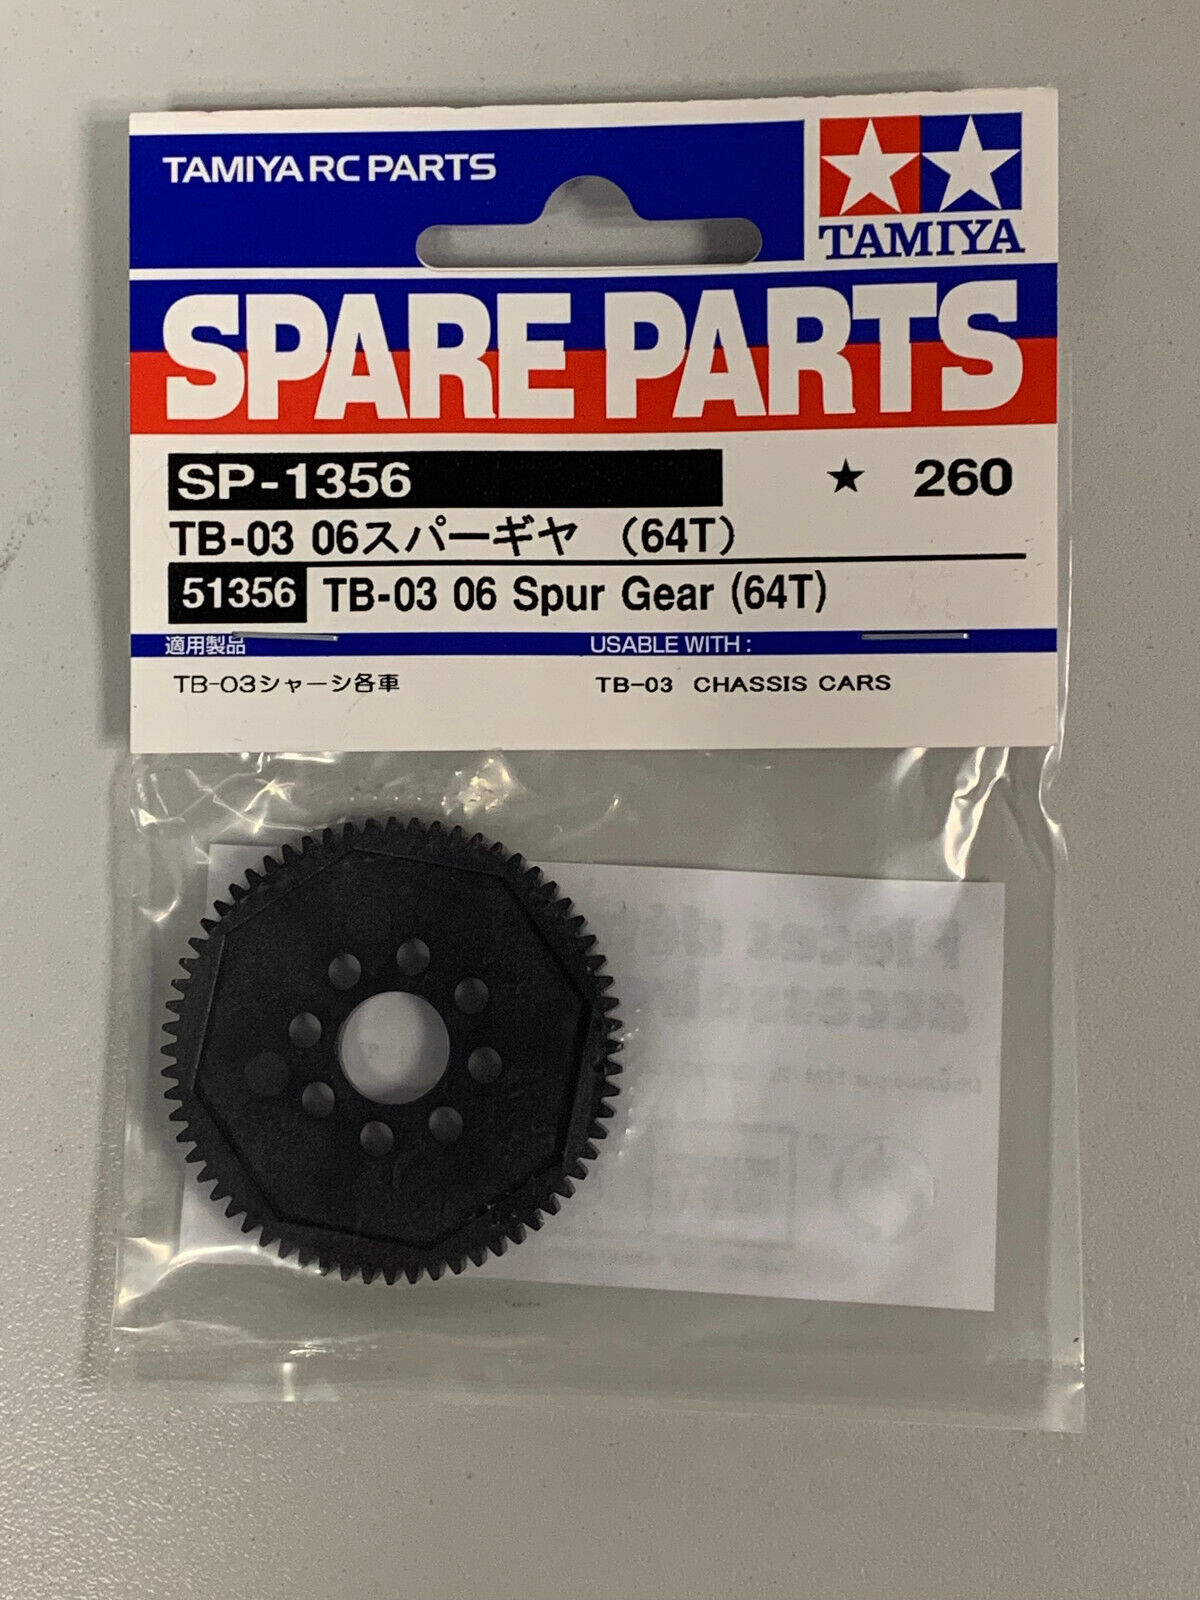 TAMIYA RC PARTS
TAMIYA
SPARE PARTS
SP-1356 ★ 260
TB-03 06スパーギヤ (64T)
51356 TB-03 06 Spur Gear (64T)
適用製品 USABLE WITH :
TB-03シャーシ各車 TB-03 CHASSIS CARS
Pièces